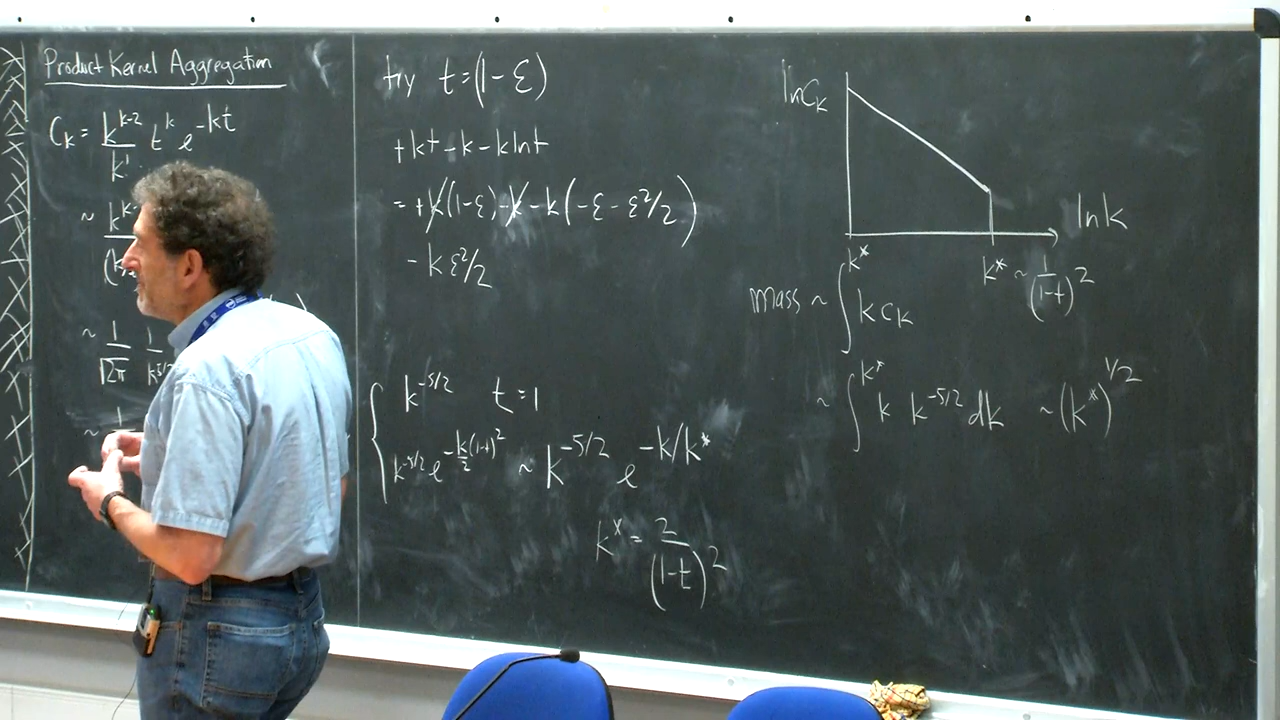 Product Kernel Aggregation
C_k = k^{k-2}/k! t^k e^{-kt}
~ 1/√2π 1/k^{5/2}
try t=(1-ε)
+kt-k-k ln t
= +k(1-ε)-k-k(-ε-ε²/2)
-kε²/2
k^{-5/2} t=1
k^{-5/2} e^{-k/2(1-t)²} ~ k^{-5/2} e^{-k/k*}
k* = 2/(1-t)²
ln C_k
ln k
k* ~ (1/(1-t))²
mass ~ ∫^{k*} k C_k
~ ∫^{k*} k k^{-5/2} dk ~ (k*)^{1/2}